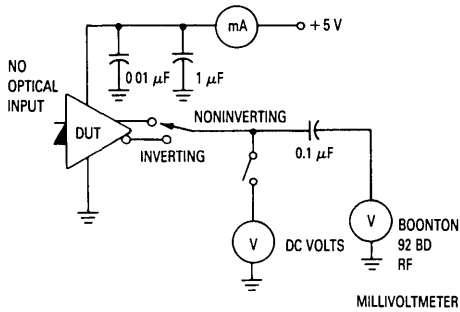 mA
+ 5 V
0 01 µF
1 µF
NO
OPTICAL
INPUT
DUT
NONINVERTING
INVERTING
0.1 µF
V
DC VOLTS
V
BOONTON
92 BD
RF
MILLIVOLTMETER